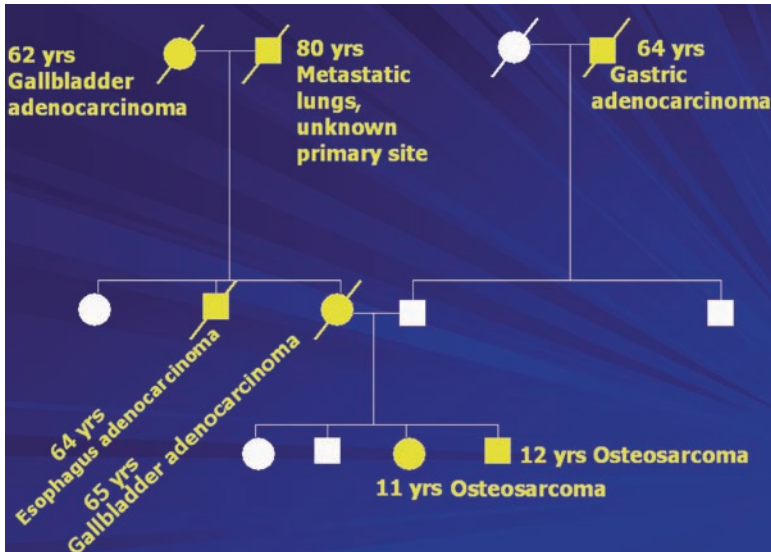 62 yrs
Gallbladder
adenocarcinoma
80 yrs
Metastatic
lungs,
unknown
primary site
64 yrs
Gastric
adenocarcinoma
64 yrs
Esophagus adenocarcinoma
65 yrs
Gallbladder adenocarcinoma
12 yrs Osteosarcoma
11 yrs Osteosarcoma